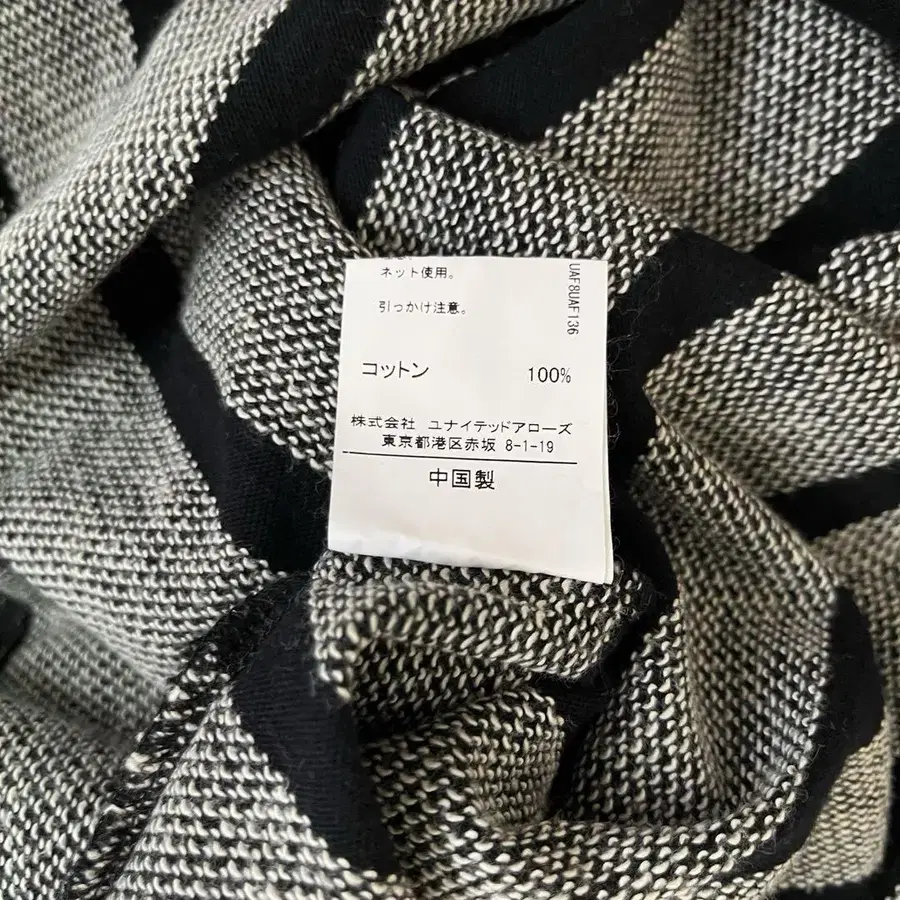 ネット使用。
引っかけ注意。
コットン 100%
株式会社 ユナイテッドアローズ
東京都港区赤坂 8-1-19
中国製
UAF8UAF136